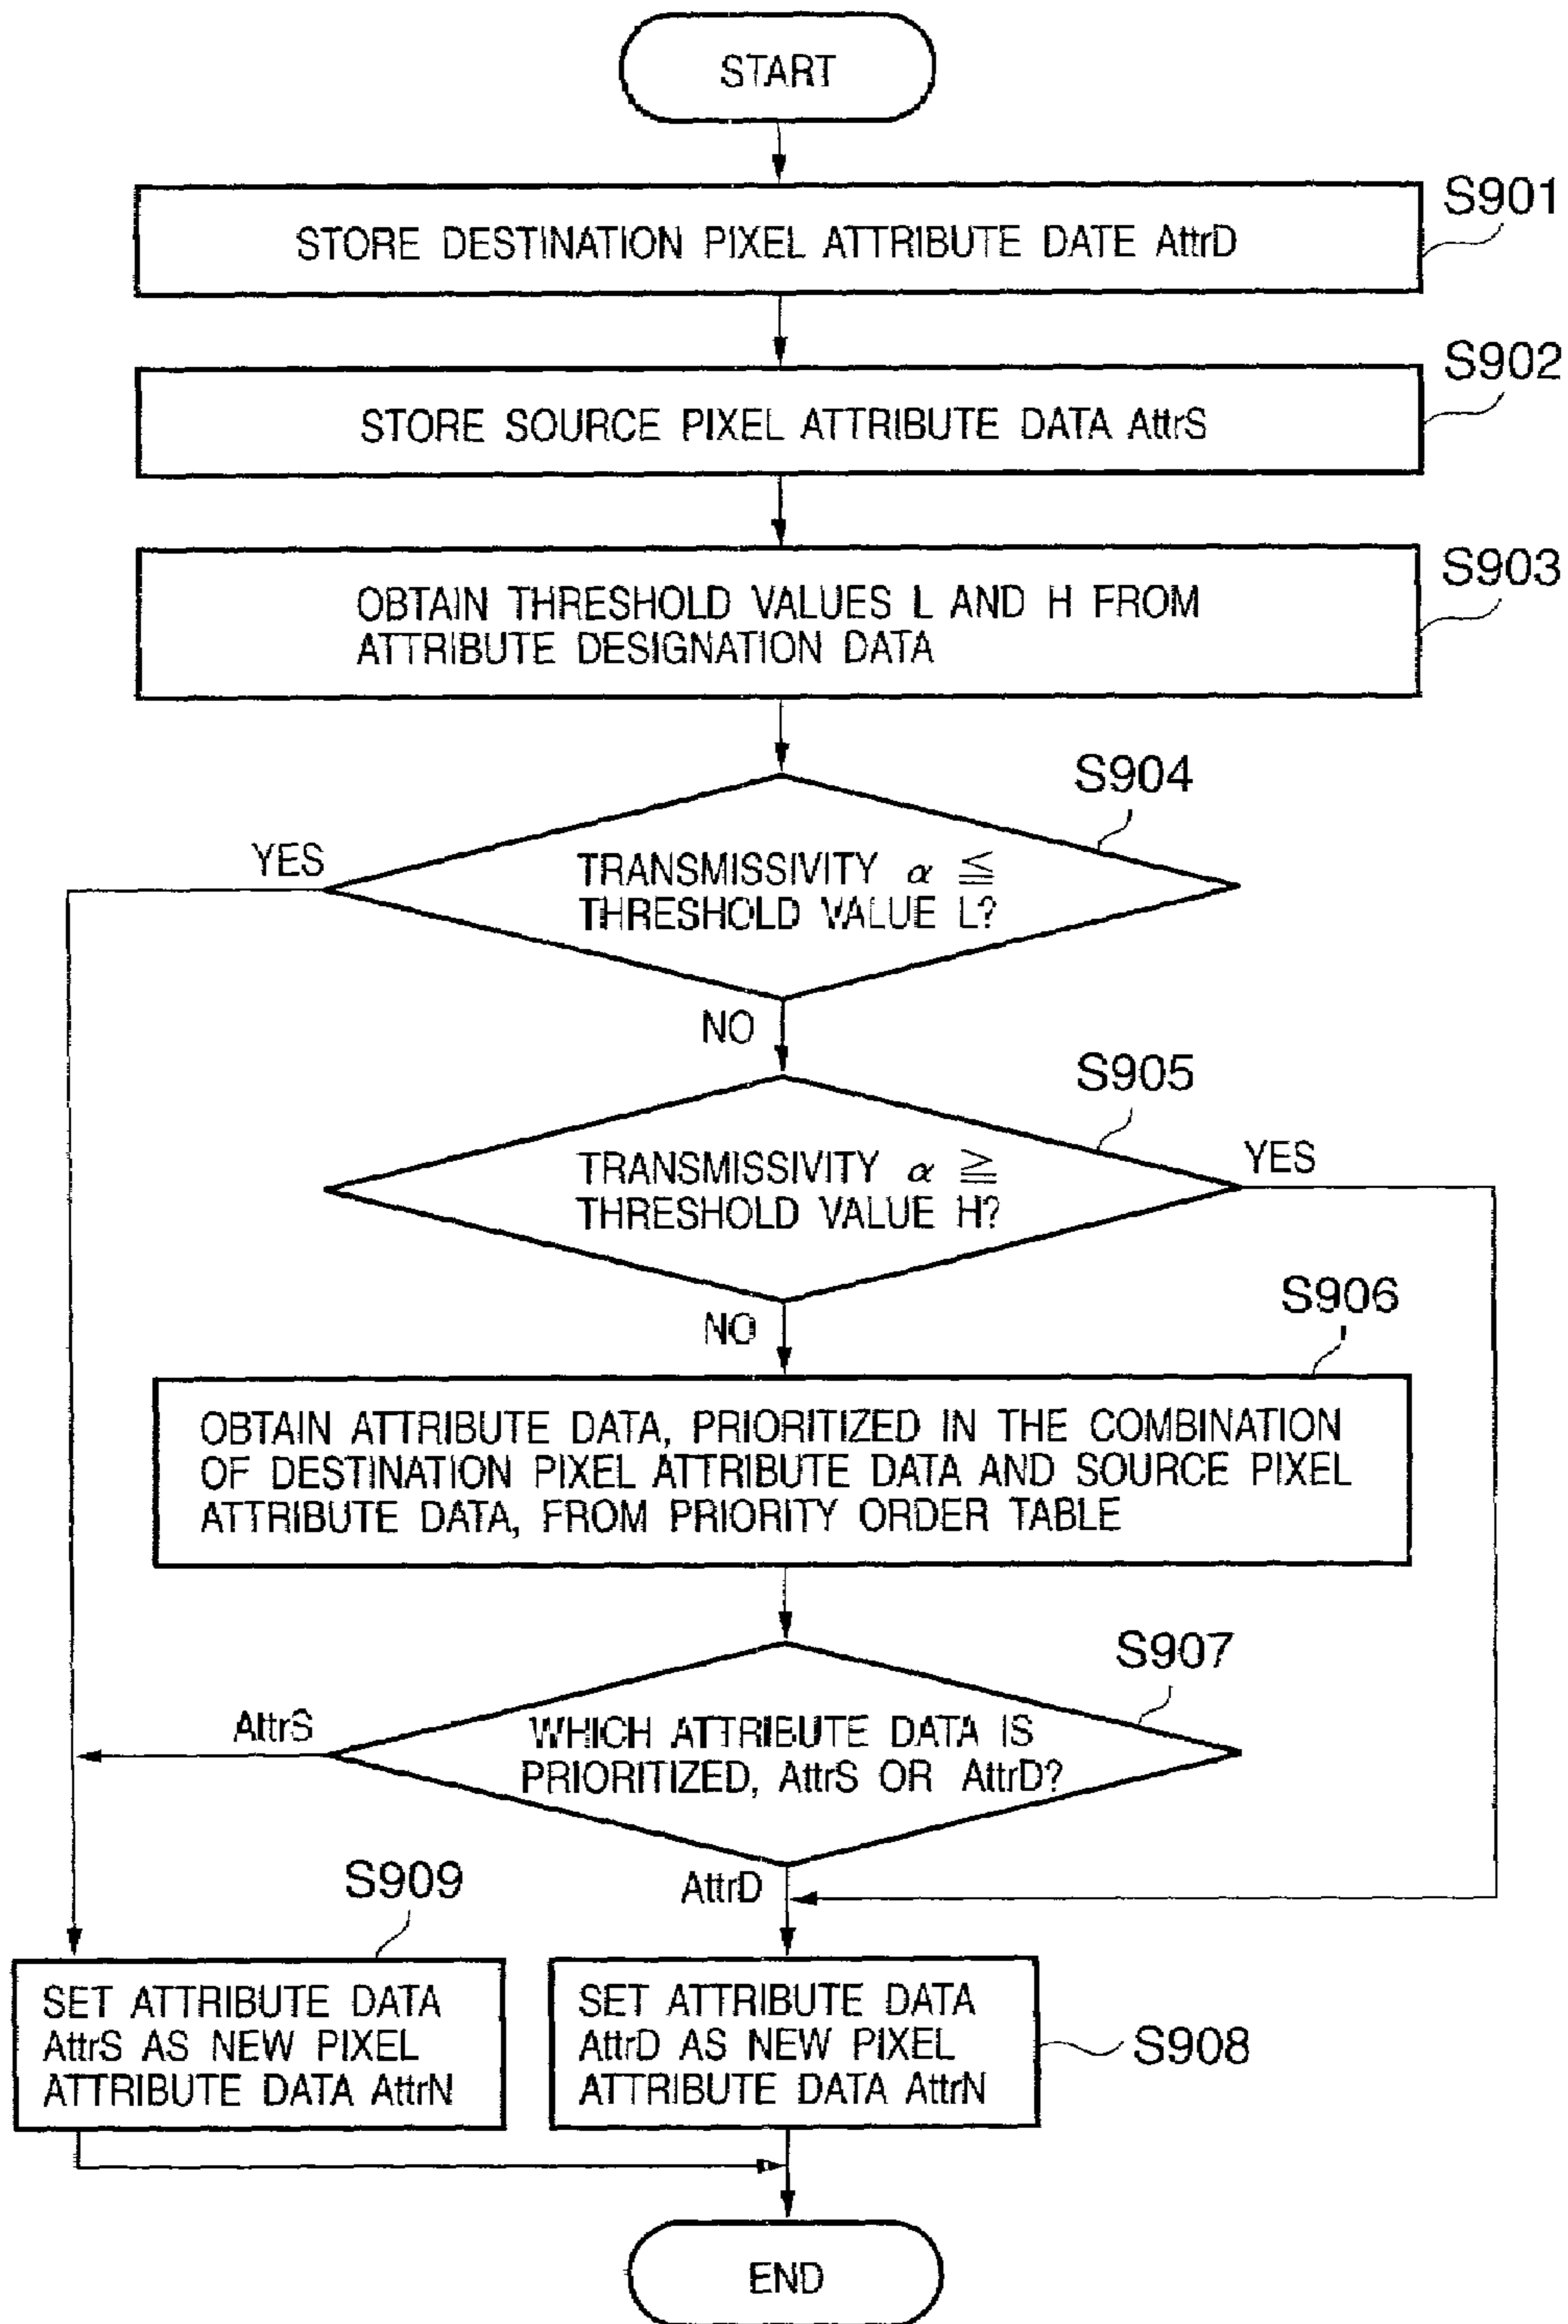 START
S901
STORE DESTINATION PIXEL ATTRIBUTE DATE AttrD
S902
STORE SOURCE PIXEL ATTRIBUTE DATA AttrS
S903
OBTAIN THRESHOLD VALUES L AND H FROM
ATTRIBUTE DESIGNATION DATA
S904
YES
TRANSMISSIVITY α ≦
THRESHOLD VALUE L?
NO
S905
TRANSMISSIVITY α ≧
THRESHOLD VALUE H?
YES
NO
S906
OBTAIN ATTRIBUTE DATA, PRIORITIZED IN THE COMBINATION
OF DESTINATION PIXEL ATTRIBUTE DATA AND SOURCE PIXEL
ATTRIBUTE DATA, FROM PRIORITY ORDER TABLE
S907
AttrS
WHICH ATTRIBUTE DATA IS
PRIORITIZED, AttrS OR AttrD?
AttrD
S909
SET ATTRIBUTE DATA
AttrS AS NEW PIXEL
ATTRIBUTE DATA AttrN
SET ATTRIBUTE DATA
AttrD AS NEW PIXEL
ATTRIBUTE DATA AttrN
S908
END